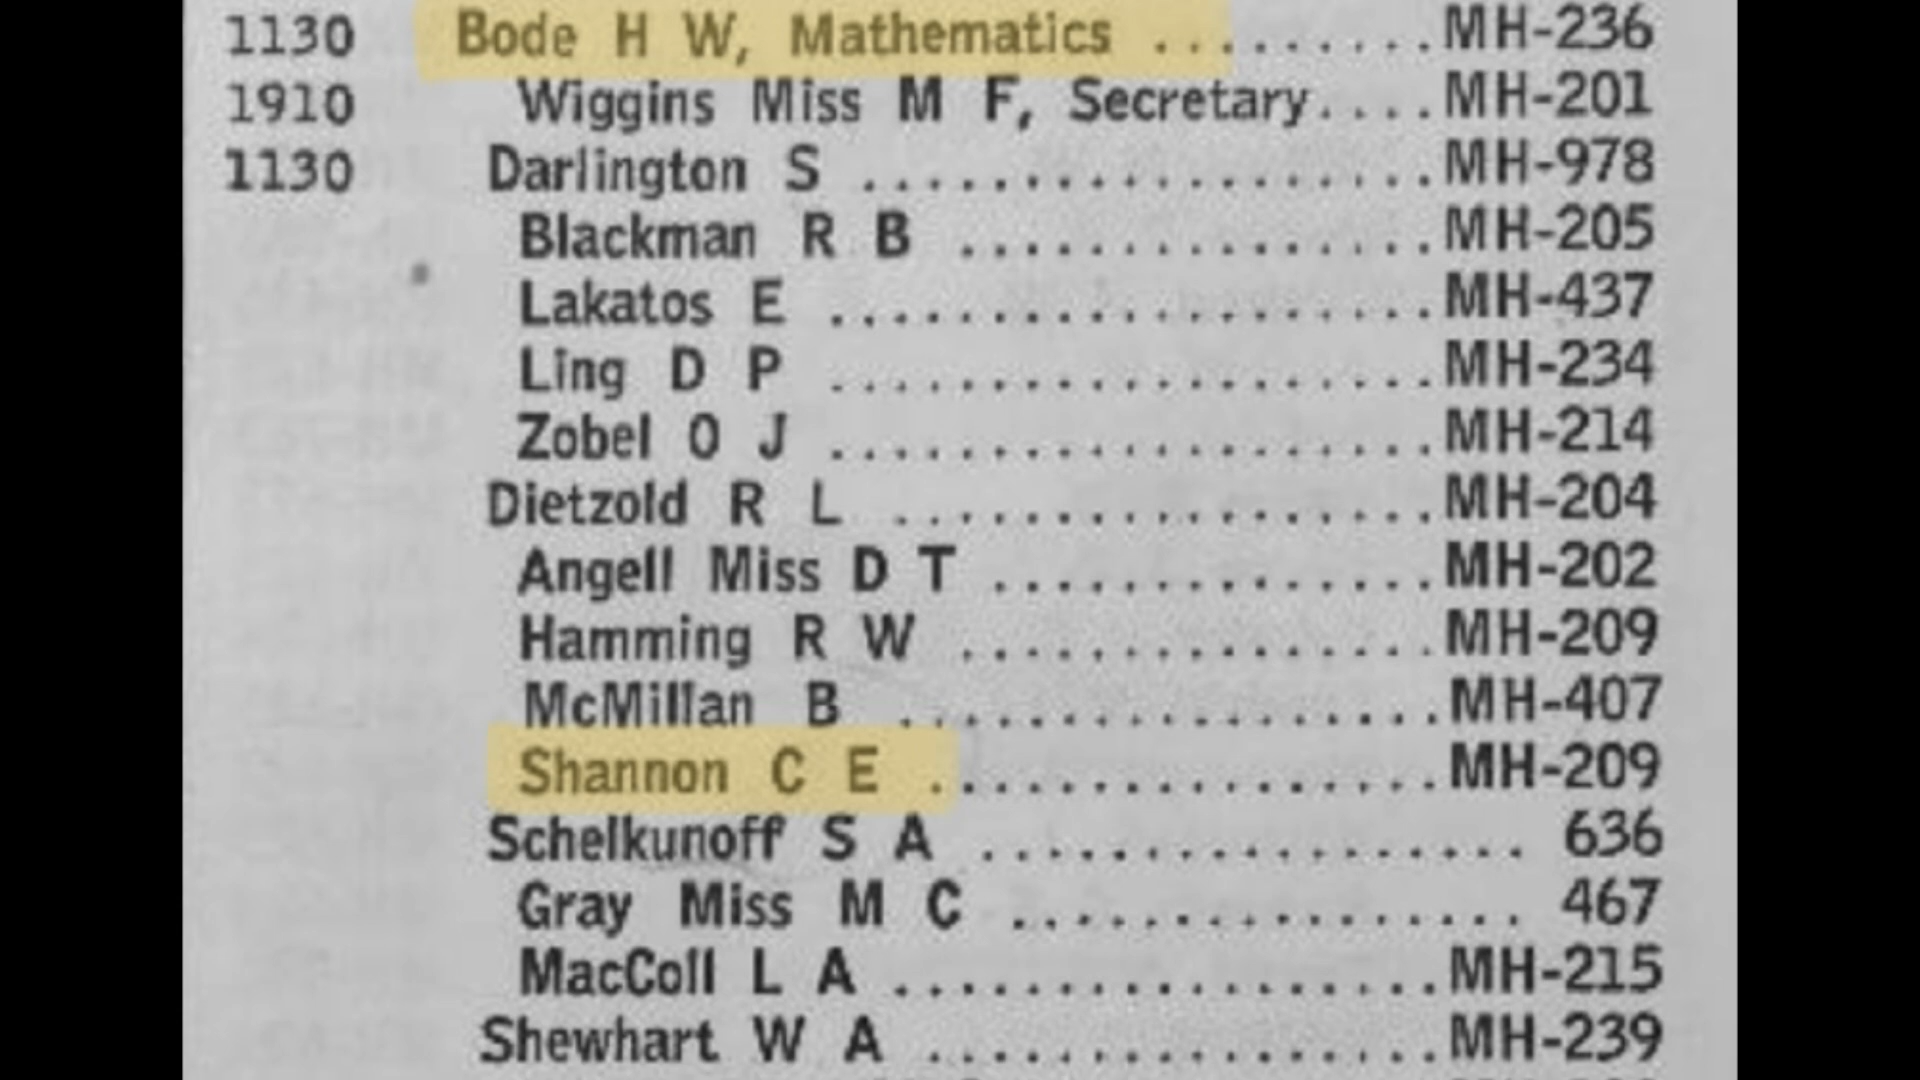 1130 Bode H W, Mathematics .........MH-236
1910 Wiggins Miss M F, Secretary....MH-201
1130 Darlington S ..................MH-978
Blackman R B ...............MH-205
Lakatos E ...................MH-437
Ling D P ...................MH-234
Zobel O J ...................MH-214
Dietzold R L .................MH-204
Angell Miss D T ..............MH-202
Hamming R W ...............MH-209
McMillan B .................MH-407
Shannon C E ................MH-209
Schelkunoff S A ................. 636
Gray Miss M C ................ 467
MacColl L A .................MH-215
Shewhart W A ................MH-239